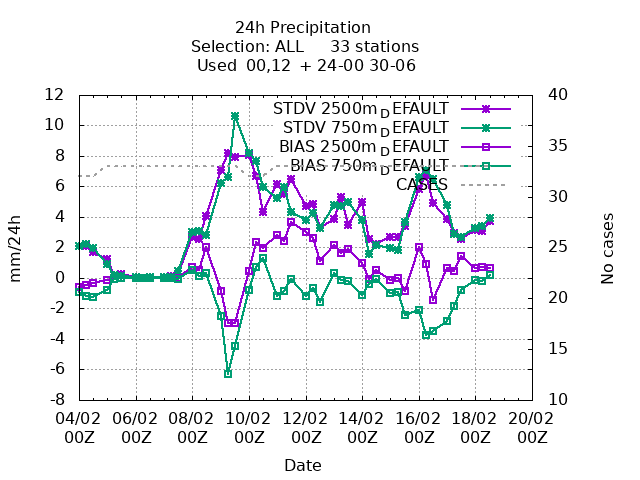 24h Precipitation
Selection: ALL     33 stations
Used  00,12  + 24-00 30-06
STDV 2500m_DEFAULT
STDV 750m_DEFAULT
BIAS 2500m_DEFAULT
BIAS 750m_DEFAULT
CASES
12
10
8
6
4
2
0
-2
-4
-6
-8
mm/24h
40
35
30
25
20
15
10
No cases
04/02 06/02 08/02 10/02 12/02 14/02 16/02 18/02 20/02
00Z 00Z 00Z 00Z 00Z 00Z 00Z 00Z 00Z
Date